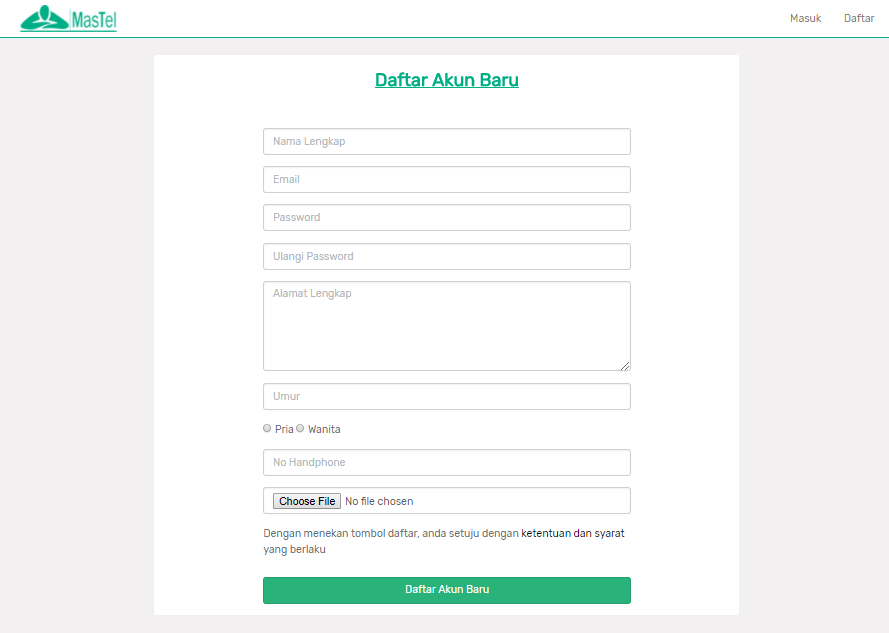 MasTel
Masuk Daftar
Daftar Akun Baru
Nama Lengkap
Email
Password
Ulangi Password
Alamat Lengkap
Umur
Pria Wanita
No Handphone
Choose File No file chosen
Dengan menekan tombol daftar, anda setuju dengan ketentuan dan syarat
yang berlaku
Daftar Akun Baru